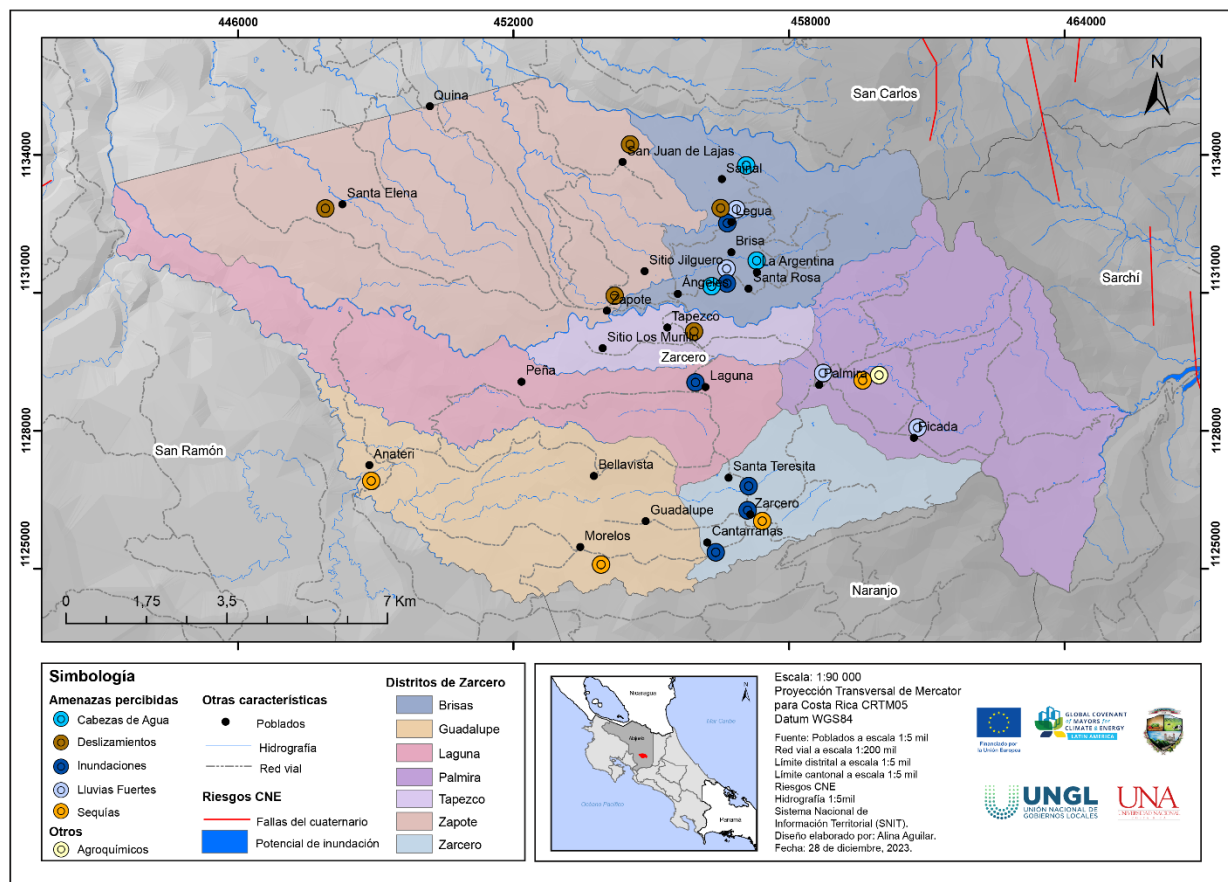 446000
452000
458000
464000
1134000
1131000
1128000
1125000
1134000
1131000
1128000
1125000
N
San Carlos
Quina
San Juan de Lajas
Sainal
Santa Elena
Legua
Brisa
Sitio Jilguero
La Argentina
Sarchí
Ángeles
Santa Rosa
Zapote
Tapezco
Sitio Los Murillo
Zarcero
Peña
Laguna
Palmira
Picada
San Ramón
Anateri
Bellavista
Santa Teresita
Zarcero
Guadalupe
Cantarranas
Morelos
Naranjo
0 1,75 3,5 7 Km
Simbología
Amenazas percibidas
Cabezas de Agua
Deslizamientos
Inundaciones
Lluvias Fuertes
Sequías
Otros
Agroquímicos
Otras características
Poblados
Hidrografía
Red vial
Riesgos CNE
Fallas del cuaternario
Potencial de inundación
Distritos de Zarcero
Brisas
Guadalupe
Laguna
Palmira
Tapezco
Zapote
Zarcero
Nicaragua
N
Mar Caribe
Alajuela
Océano Pacífico
Panamá
Escala: 1:90 000
Proyección Transversal de Mercator
para Costa Rica CRTM05
Datum WGS84
Fuente: Poblados a escala 1:5 mil
Red vial a escala 1:200 mil
Límite distrital a escala 1:5 mil
Límite cantonal a escala 1:5 mil
Riesgos CNE
Hidrografía 1:5mil
Sistema Nacional de
Información Territorial (SNIT).
Diseño elaborado por: Alina Aguilar.
Fecha: 28 de diciembre, 2023.
Financiado por
la Unión Europea
GLOBAL COVENANT
of MAYORS for
CLIMATE & ENERGY
LATIN AMERICA
UNGL
UNIÓN NACIONAL DE
GOBIERNOS LOCALES
UNA
UNIVERSIDAD NACIONAL